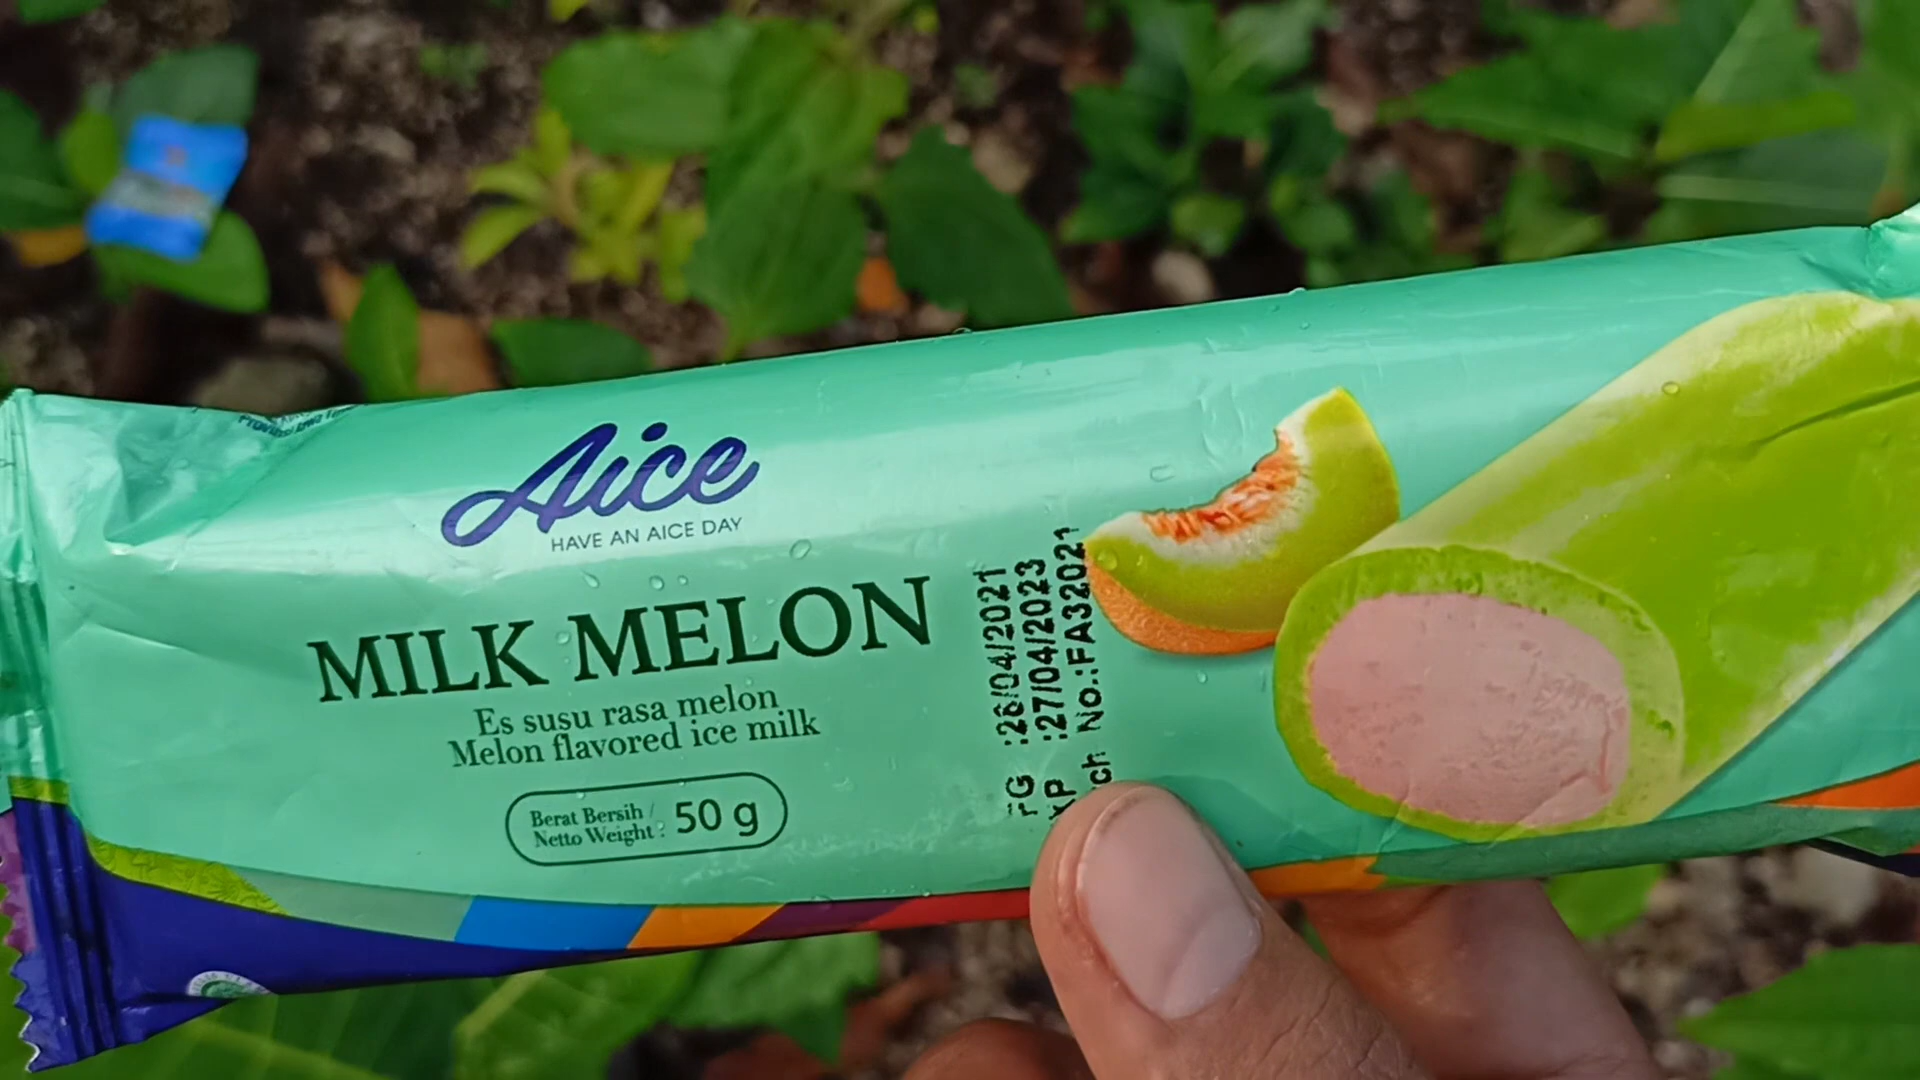 Aice
HAVE AN AICE DAY
MILK MELON
Es susu rasa melon
Melon flavored ice milk
Berat Bersih /
Netto Weight :
50 g
:26/04/2021
:27/04/2023
No.:FA32021